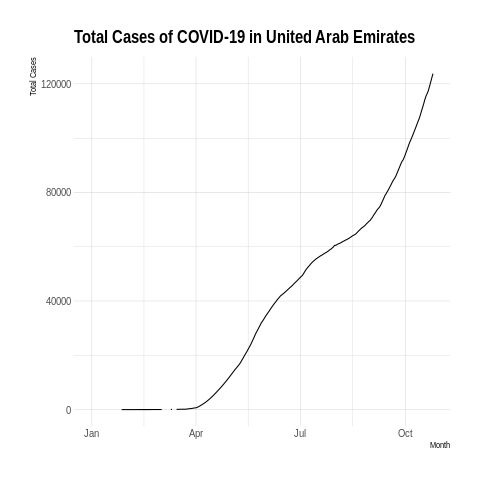 Total Cases of COVID-19 in United Arab Emirates
Total Cases
120000
80000
40000
0
Jan Apr Jul Oct
Month